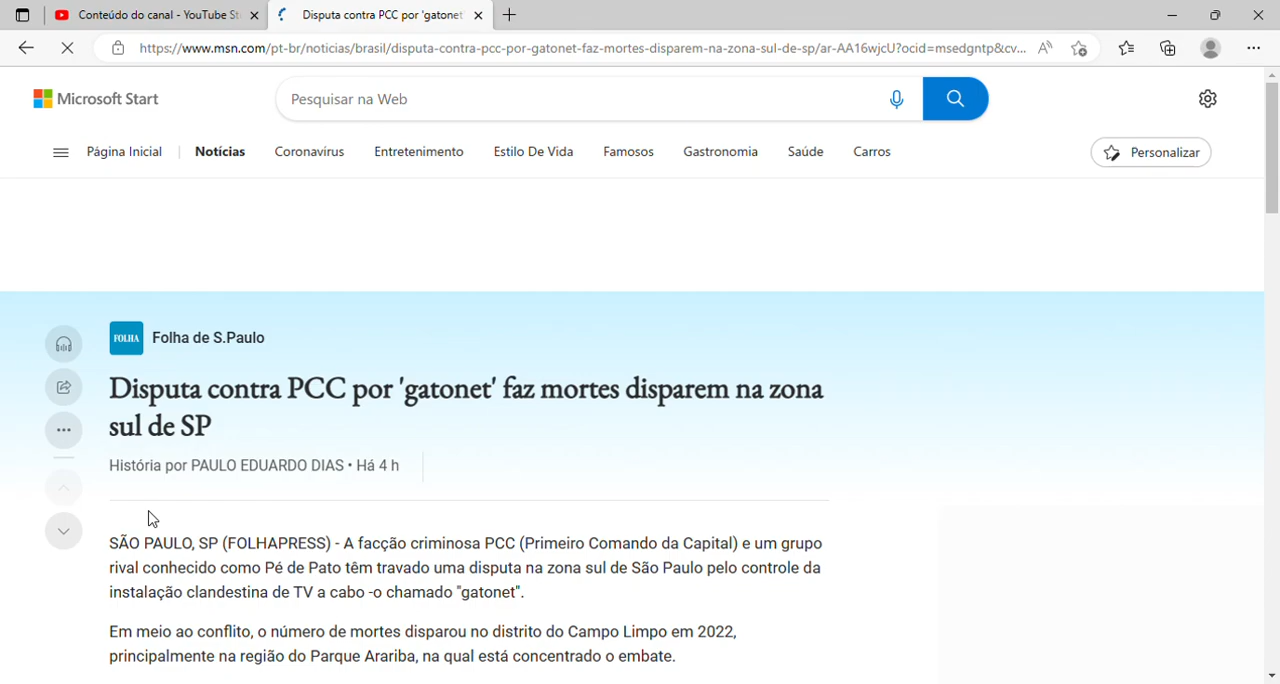 Conteúdo do canal - YouTube St
Disputa contra PCC por 'gatonet'
https://www.msn.com/pt-br/noticias/brasil/disputa-contra-pcc-por-gatonet-faz-mortes-disparem-na-zona-sul-de-sp/ar-AA16wjcU?ocid=msedgntp&cv...
Microsoft Start
Pesquisar na Web
Página Inicial
Notícias
Coronavírus
Entretenimento
Estilo De Vida
Famosos
Gastronomia
Saúde
Carros
Personalizar
FOLHA
Folha de S.Paulo
Disputa contra PCC por 'gatonet' faz mortes disparem na zona
sul de SP
História por PAULO EDUARDO DIAS • Há 4 h
SÃO PAULO, SP (FOLHAPRESS) - A facção criminosa PCC (Primeiro Comando da Capital) e um grupo
rival conhecido como Pé de Pato têm travado uma disputa na zona sul de São Paulo pelo controle da
instalação clandestina de TV a cabo -o chamado "gatonet".
Em meio ao conflito, o número de mortes disparou no distrito do Campo Limpo em 2022,
principalmente na região do Parque Arariba, na qual está concentrado o embate.